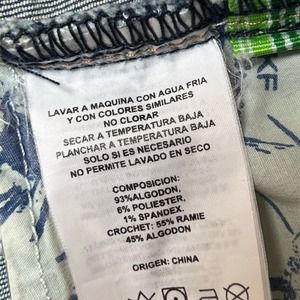 LAVAR A MAQUINA CON AGUA FRIA
Y CON COLORES SIMILARES
NO CLORAR
SECAR A TEMPERATURA BAJA
PLANCHAR A TEMPERATURA BAJA
SOLO SI ES NECESARIO
NO PERMITE LAVADO EN SECO
COMPOSICION:
93%ALGODON,
6% POLIESTER,
1% SPANDEX.
CROCHET: 55% RAMIE
45% ALGODON
ORIGEN: CHINA